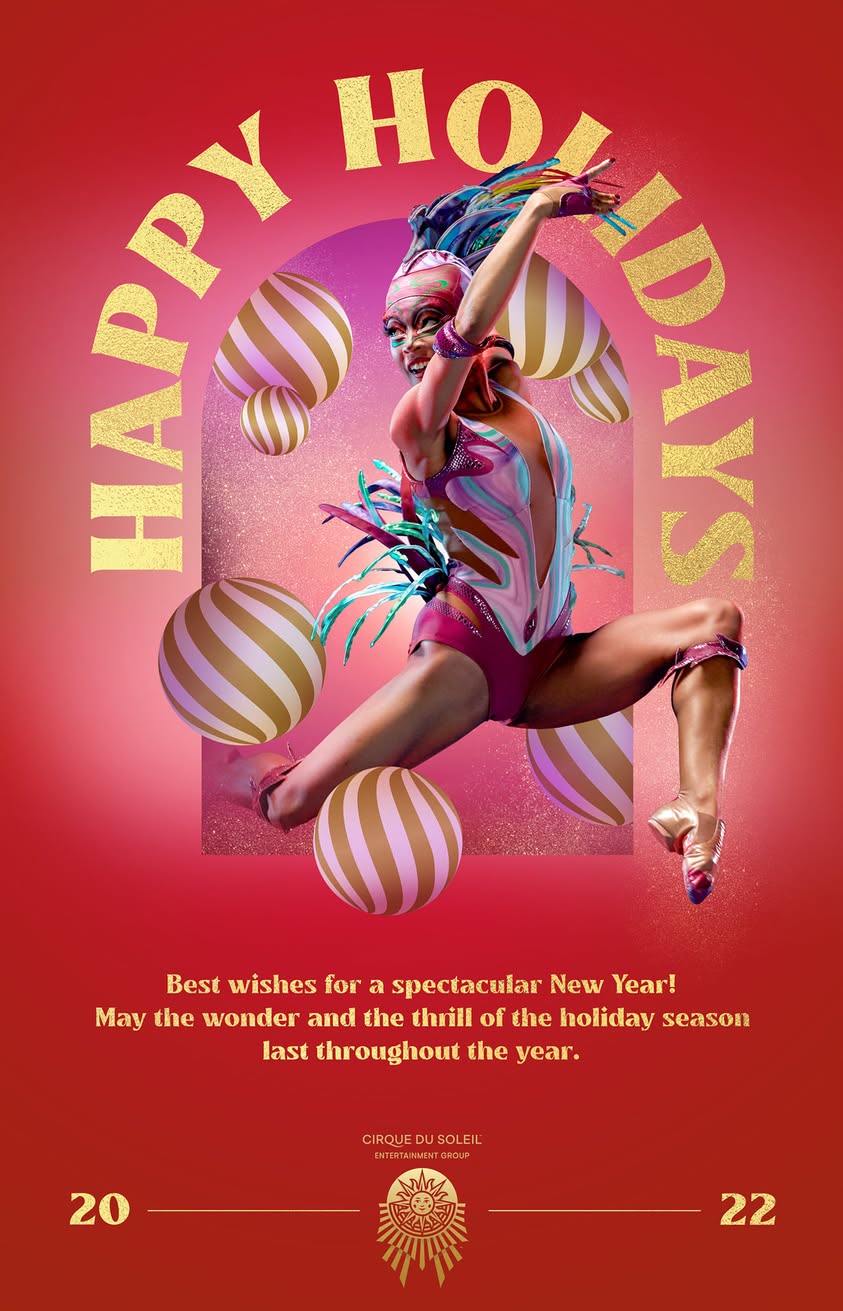 HAPPY HOLIDAYS
Best wishes for a spectacular New Year!
May the wonder and the thrill of the holiday season
last throughout the year.
CIRQUE DU SOLEIL
ENTERTAINMENT GROUP
20 22